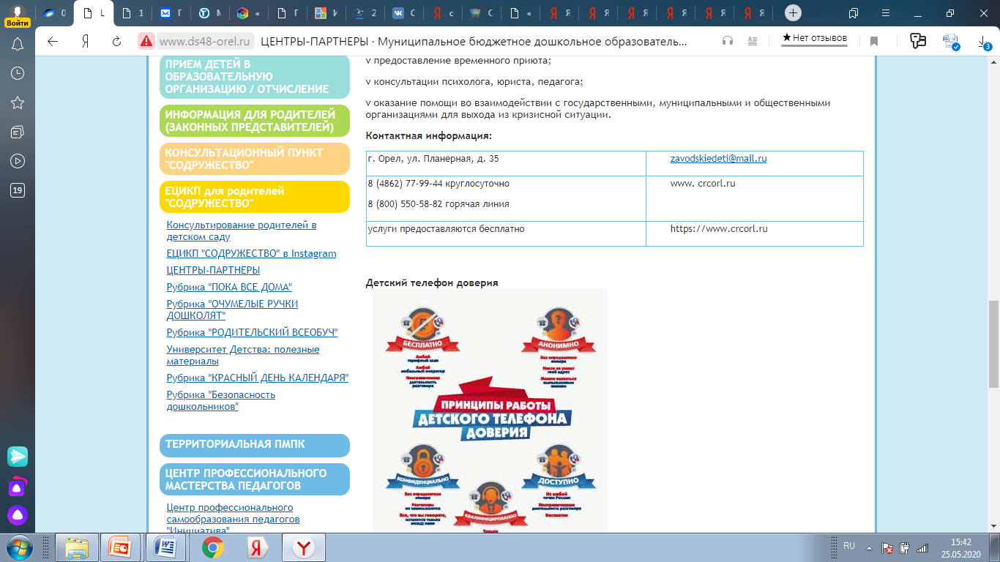 Войти
19
www.ds48-orel.ru ЦЕНТРЫ-ПАРТНЕРЫ · Муниципальное бюджетное дошкольное образователь...
Нет отзывов
3
ПРИЕМ ДЕТЕЙ В
ОБРАЗОВАТЕЛЬНУЮ
ОРГАНИЗАЦИЮ / ОТЧИСЛЕНИЕ
ИНФОРМАЦИЯ ДЛЯ РОДИТЕЛЕЙ
(ЗАКОННЫХ ПРЕДСТАВИТЕЛЕЙ)
КОНСУЛЬТАЦИОННЫЙ ПУНКТ
"СОДРУЖЕСТВО"
ЕЦИКП для родителей
"СОДРУЖЕСТВО"
Консультирование родителей в
детском саду
ЕЦИКП "СОДРУЖЕСТВО" в Instagram
ЦЕНТРЫ-ПАРТНЕРЫ
Рубрика "ПОКА ВСЕ ДОМА"
Рубрика "ОЧУМЕЛЫЕ РУЧКИ
ДОШКОЛЯТ"
Рубрика "РОДИТЕЛЬСКИЙ ВСЕОБУЧ"
Университет Детства: полезные
материалы
Рубрика "КРАСНЫЙ ДЕНЬ КАЛЕНДАРЯ"
Рубрика "Безопасность
дошкольников"
ТЕРРИТОРИАЛЬНАЯ ПМПК
ЦЕНТР ПРОФЕССИОНАЛЬНОГО
МАСТЕРСТВА ПЕДАГОГОВ
Центр профессионального
самообразования педагогов
"Инициатива"
v предоставление временного приюта;
v консультации психолога, юриста, педагога;
v оказание помощи во взаимодействии с государственными, муниципальными и общественными
организациями для выхода из кризисной ситуации.
Контактная информация:
г. Орел, ул. Планерная, д. 35
zavodskiedeti@mail.ru
8 (4862) 77-99-44 круглосуточно
www. crcorl.ru
8 (800) 550-58-82 горячая линия
услуги предоставляются бесплатно
https://www.crcorl.ru
Детский телефон доверия
БЕСПЛАТНО
Любой
тарифный план
Любой
мобильный оператор
Неограниченная
длительность
разговора
АНОНИМНО
Без определителя
номера
Никто не узнает
твой адрес
Можно назваться
вымышленным
именем
ПРИНЦИПЫ РАБОТЫ
ДЕТСКОГО ТЕЛЕФОНА
ДОВЕРИЯ
КОНФИДЕНЦИАЛЬНО
Без определителя
номера
Разговоры
не записываются
Все, что вы говорите,
останется только
между нами
ДОСТУПНО
Из любой
точки России
Неограниченная
длительность разговора
Бесплатно
КВАЛИФИЦИРОВАННО
Только
RU
15:42
25.05.2020